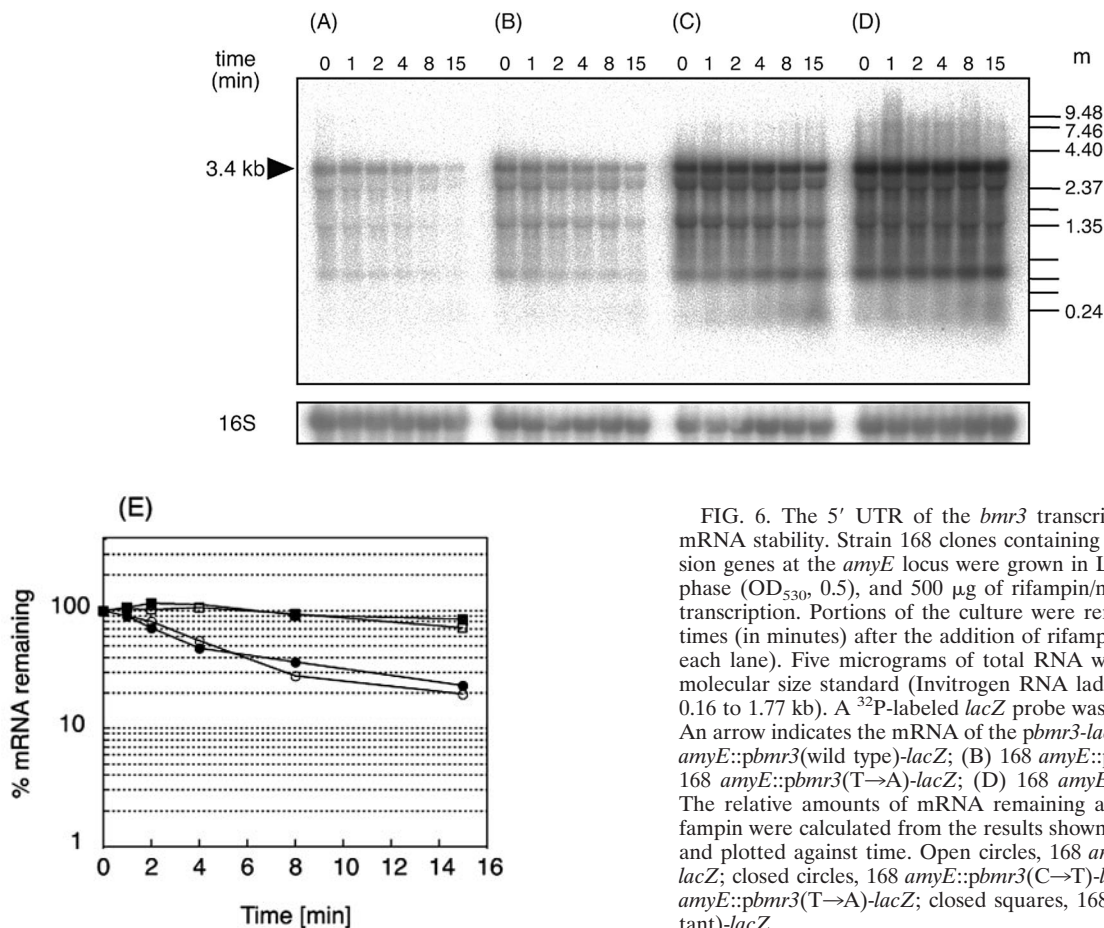 (A) (B) (C) (D)
time (min) 0 1 2 4 8 15 0 1 2 4 8 15 0 1 2 4 8 15 0 1 2 4 8 15 m
9.48
7.46
4.40
3.4 kb
2.37
1.35
0.24
16S
(E)
% mRNA remaining
100
10
1
0 2 4 6 8 10 12 14 16
Time [min]
FIG. 6. The 5′ UTR of the bmr3 transcri
mRNA stability. Strain 168 clones containing
sion genes at the amyE locus were grown in L
phase (OD530, 0.5), and 500 μg of rifampin/m
transcription. Portions of the culture were re
times (in minutes) after the addition of rifamp
each lane). Five micrograms of total RNA w
molecular size standard (Invitrogen RNA lad
0.16 to 1.77 kb). A 32P-labeled lacZ probe was
An arrow indicates the mRNA of the pbmr3-lac
amyE::pbmr3(wild type)-lacZ; (B) 168 amyE::p
168 amyE::pbmr3(T→A)-lacZ; (D) 168 amyE
The relative amounts of mRNA remaining a
fampin were calculated from the results shown
and plotted against time. Open circles, 168 am
lacZ; closed circles, 168 amyE::pbmr3(C→T)-l
amyE::pbmr3(T→A)-lacZ; closed squares, 168
tant)-lacZ.